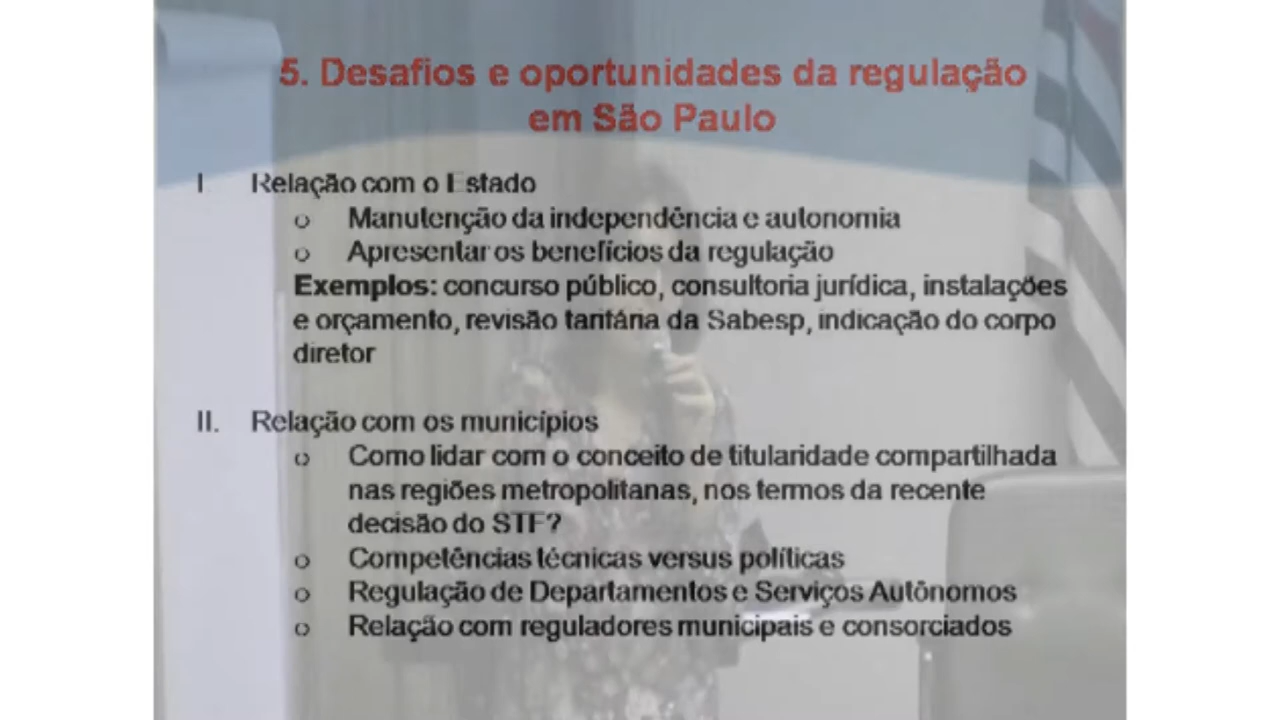 5. Desafios e oportunidades da regulação
em São Paulo
I Relação com o Estado
o Manutenção da independência e autonomia
o Apresentar os benefícios da regulação
Exemplos: concurso público, consultoria jurídica, instalações
e orçamento, revisão tarifária da Sabesp, indicação do corpo
diretor
II. Relação com os municípios
o Como lidar com o conceito de titularidade compartilhada
nas regiões metropolitanas, nos termos da recente
decisão do STF?
o Competências técnicas versus políticas
o Regulação de Departamentos e Serviços Autônomos
o Relação com reguladores municipais e consorciados